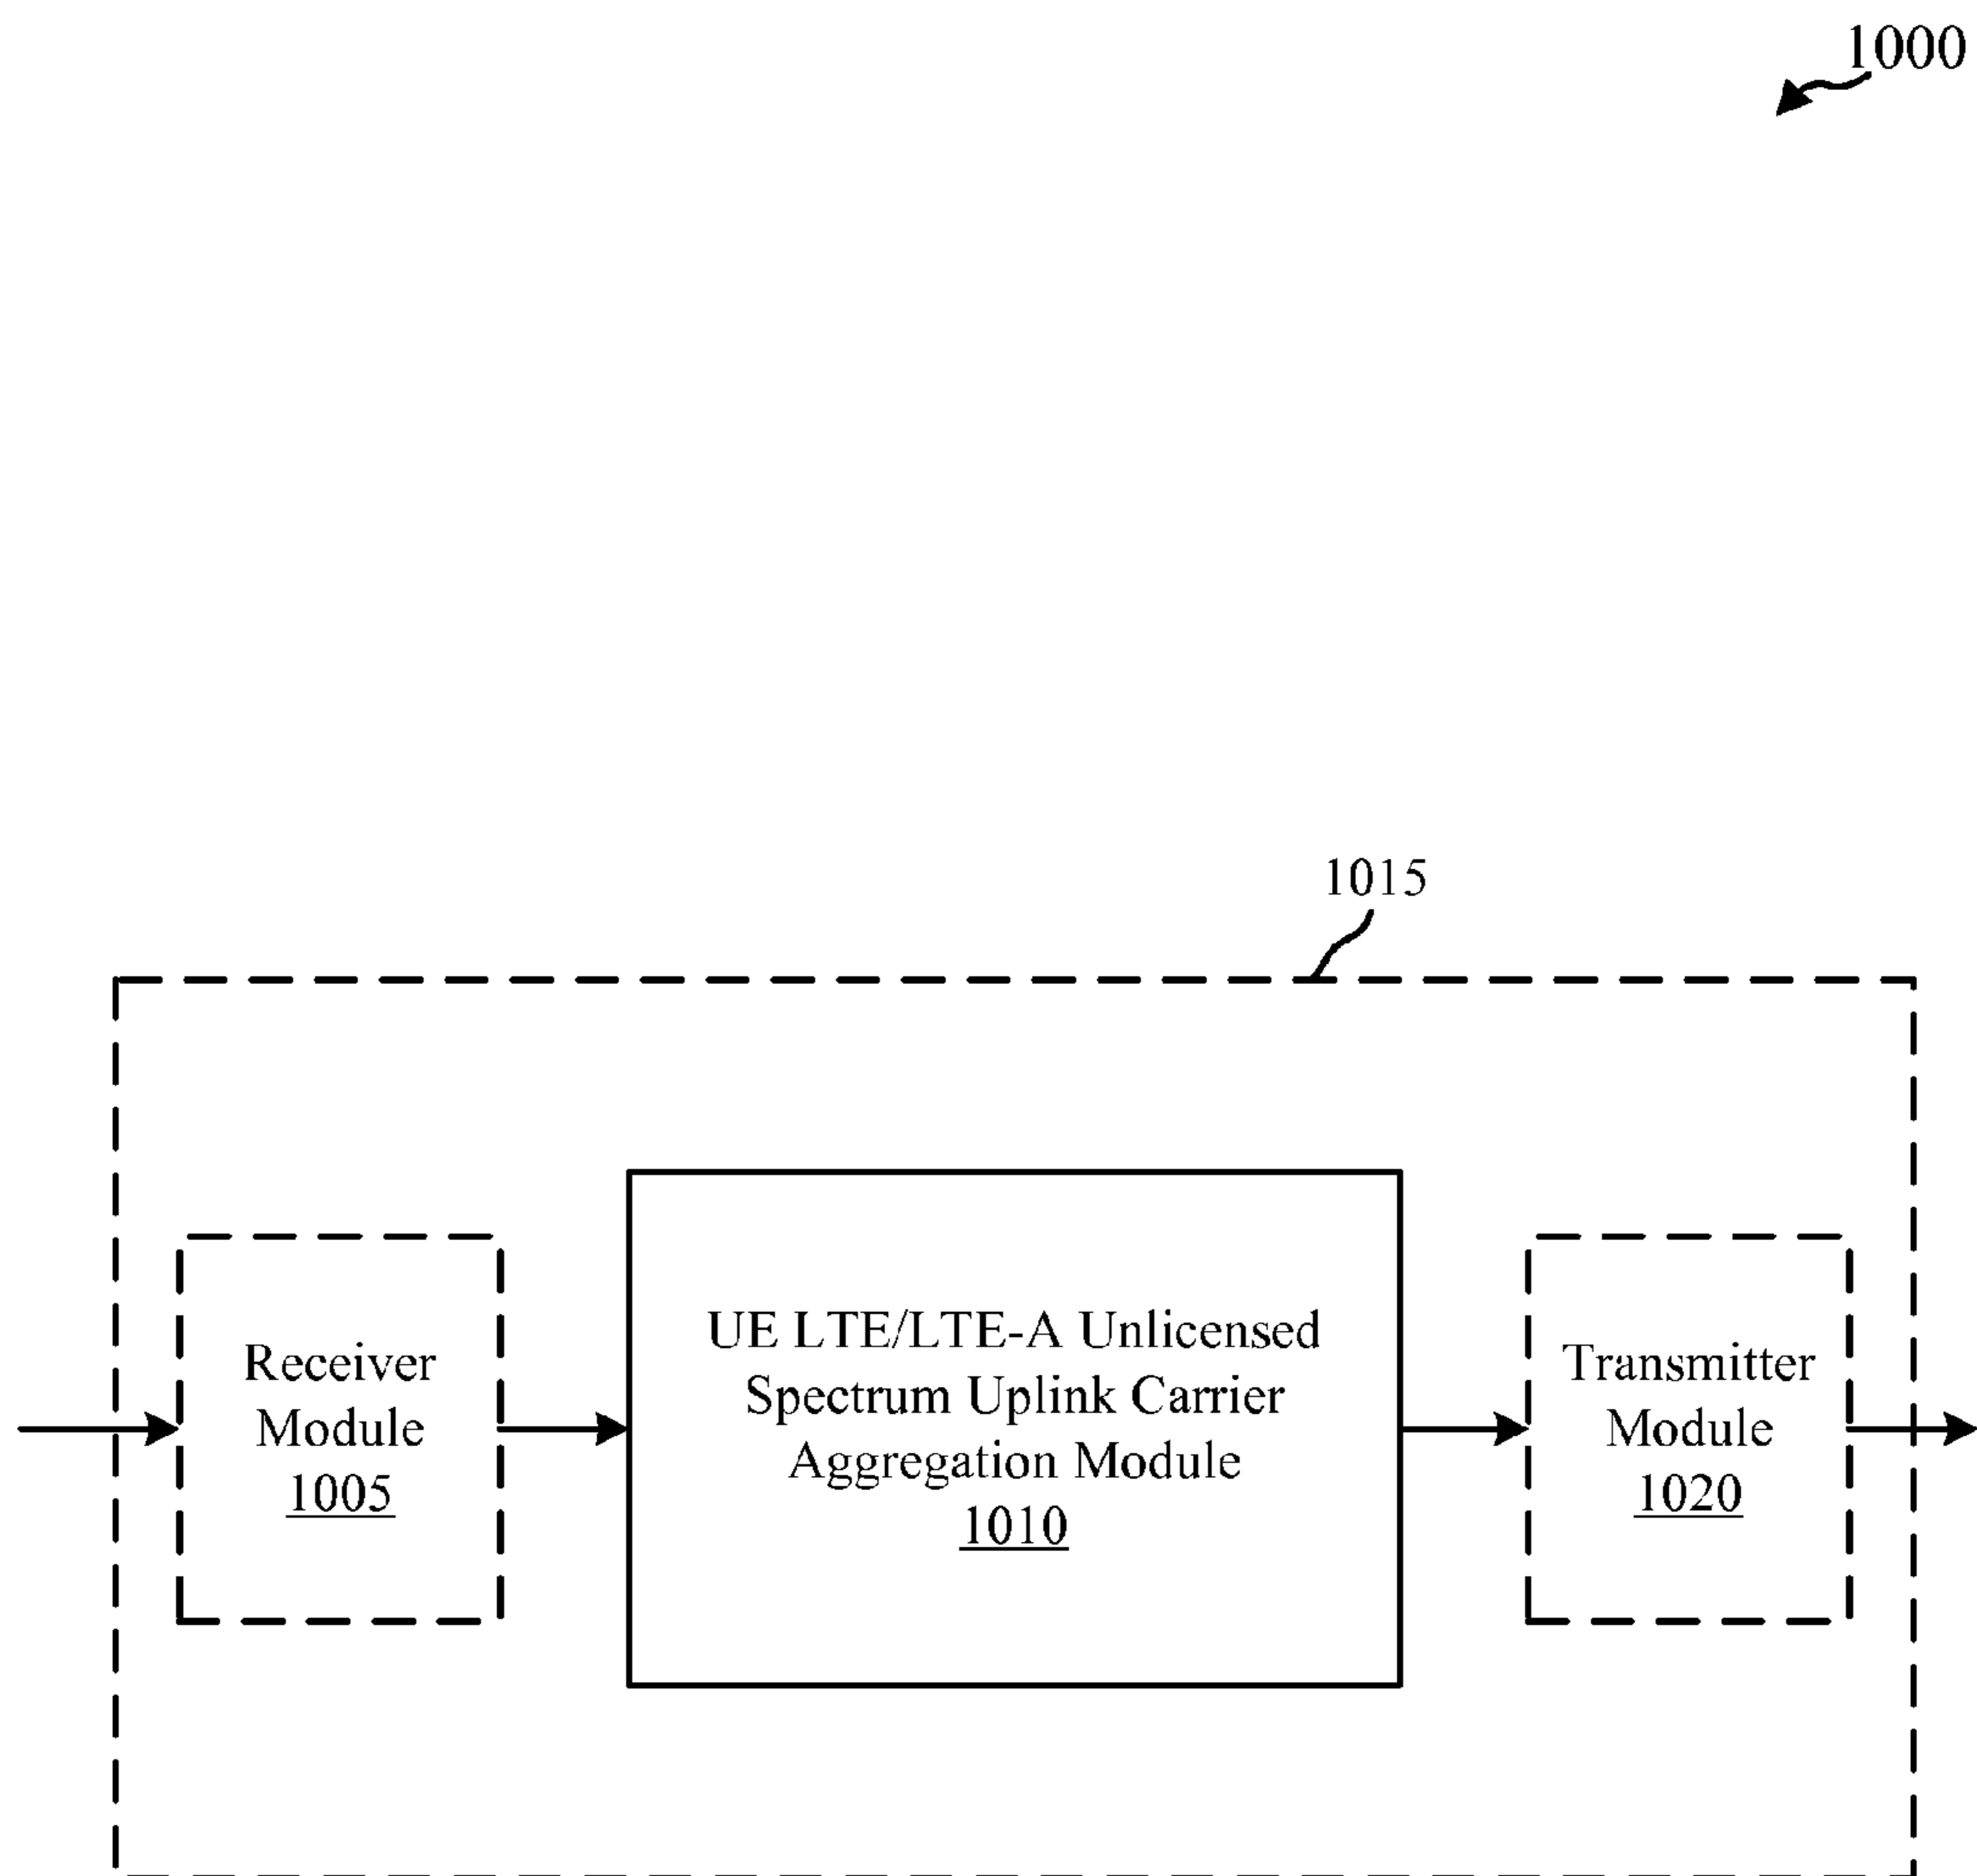 1000
1015
Receiver
Module
1005
UE LTE/LTE-A Unlicensed
Spectrum Uplink Carrier
Aggregation Module
1010
Transmitter
Module
1020